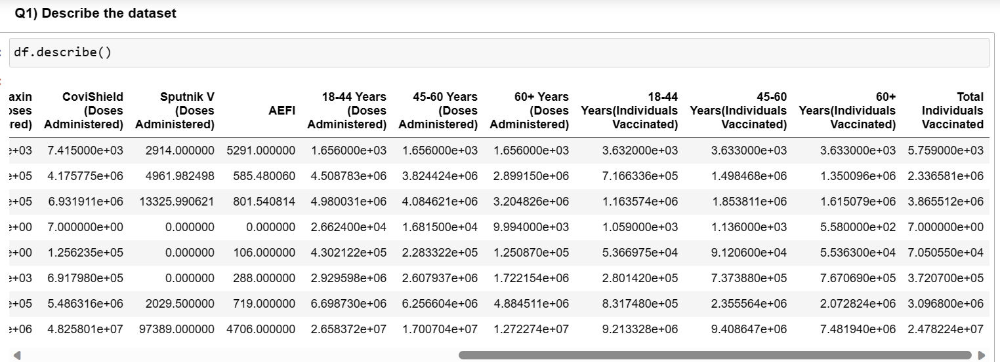 Q1) Describe the dataset
df.describe()
axin CoviShield Sputnik V 18-44 Years 45-60 Years 60+ Years 18-44 45-60 60+ Total
oses (Doses (Doses AEFI (Doses (Doses (Doses Years(Individuals Years(Individuals Years(Individuals Individuals
red) Administered) Administered) Administered) Administered) Administered) Vaccinated) Vaccinated) Vaccinated) Vaccinated
e+03 7.415000e+03 2914.000000 5291.000000 1.656000e+03 1.656000e+03 1.656000e+03 3.632000e+03 3.633000e+03 3.633000e+03 5.759000e+03
e+05 4.175775e+06 4961.982498 585.480060 4.508783e+06 3.824424e+06 2.899150e+06 7.166336e+05 1.498468e+06 1.350096e+06 2.336581e+06
e+05 6.931911e+06 13325.990621 801.540814 4.980031e+06 4.084621e+06 3.204826e+06 1.163574e+06 1.853811e+06 1.615079e+06 3.865512e+06
e+00 7.000000e+00 0.000000 0.000000 2.662400e+04 1.681500e+04 9.994000e+03 1.059000e+03 1.136000e+03 5.580000e+02 7.000000e+00
e+00 1.256235e+05 0.000000 106.000000 4.302122e+05 2.283322e+05 1.250870e+05 5.366975e+04 9.120600e+04 5.536300e+04 7.050550e+04
e+03 6.917980e+05 0.000000 288.000000 2.929598e+06 2.607937e+06 1.722154e+06 2.801420e+05 7.373880e+05 7.670690e+05 3.720700e+05
e+05 5.486316e+06 2029.500000 719.000000 6.698730e+06 6.256604e+06 4.884511e+06 8.317480e+05 2.355564e+06 2.072824e+06 3.096800e+06
e+06 4.825801e+07 97389.000000 4706.000000 2.658372e+07 1.700704e+07 1.272274e+07 9.213328e+06 9.408647e+06 7.481940e+06 2.478224e+07